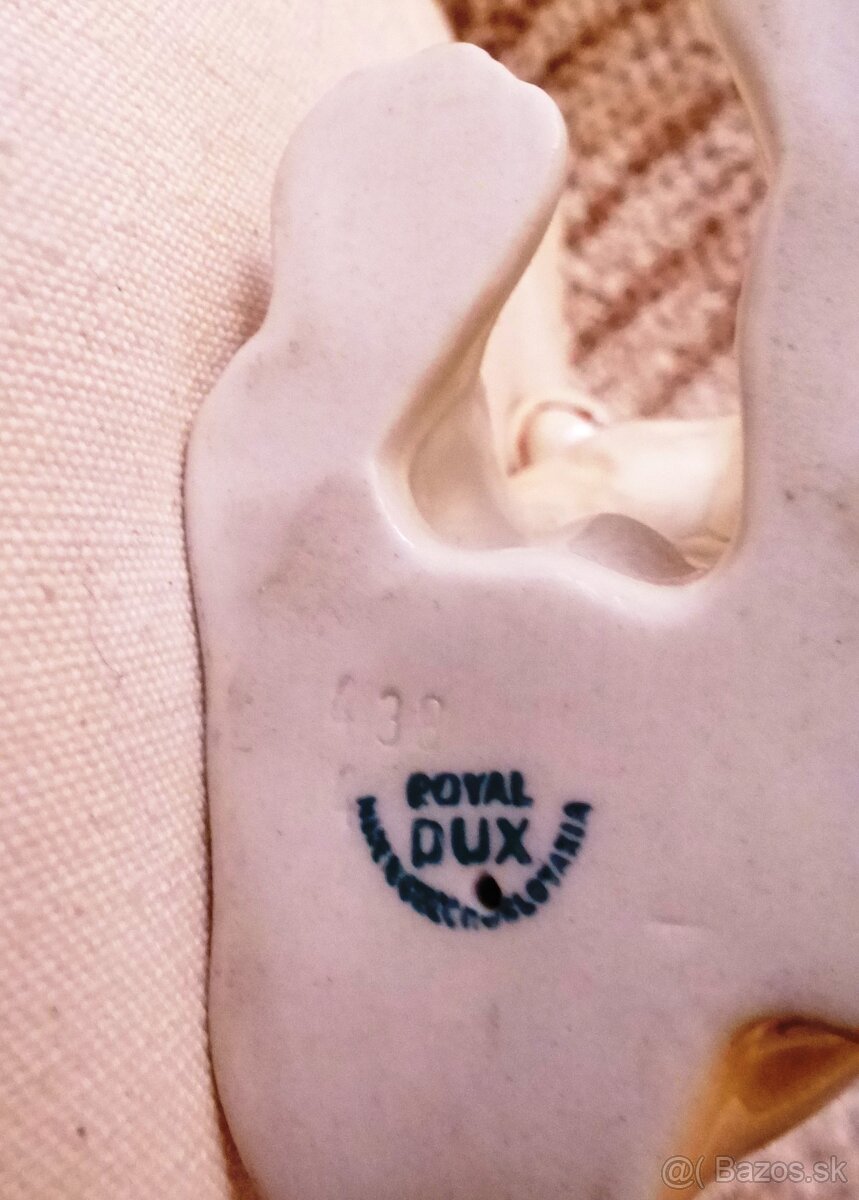 ROYAL
DUX
MADE IN CZECHOSLOVAKIA
@( Bazos.sk